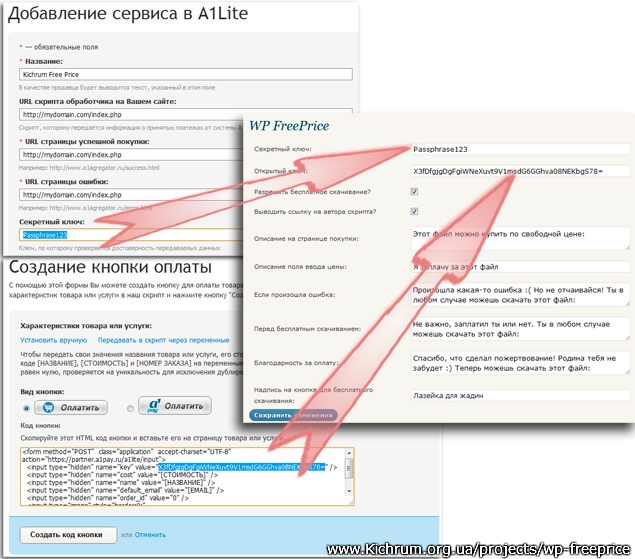 Добавление сервиса в A1Lite
* — обязательные поля
* Название:
Kichrum Free Price
В качестве продавца будет выводится текст, указанный в этом поле
* URL скрипта обработчика на Вашем сайте:
http://mydomain.com/index.php
Скрипт, которому передаётся информация о принятых платежах от системы
* URL страницы успешной покупки:
http://mydomain.com/index.php
Например: http://www.a1agregator.ru/success.html
* URL страницы ошибки:
http://mydomain.com/index.php
Например: http://www.a1agregator.ru/
Секретный ключ:
Passphrase123
Ключ, по которому проверяется достоверность передаваемых данных
WP FreePrice
Секретный ключ:
Passphrase123
Открытый ключ:
X3fDfgjgDgFgiWNeXuvt9V1msdG6GGhva08NEKbgS78=
Разрешить бесплатное скачивание?
Выводить ссылку на автора скрипта?
Описание на странице покупки:
Этот файл можно купить по свободной цене:
Описание поля ввода цены:
Я заплачу за этот файл
Если произошла ошибка:
Произошла какая-то ошибка :( Но не отчаивайся! Ты в
любом случае можешь скачать этот файл:
Перед бесплатным скачиванием:
Не важно, заплатил ты или нет. Ты в любом случае
можешь скачать этот файл:
Благодарность за оплату:
Спасибо, что сделал пожертвование! Родина тебя не
забудет :) Теперь можешь скачать этот файл:
Надпись на кнопке для бесплатного
скачивания:
Лазейка для жадин
Сохранить изменения
Создание кнопки оплаты
С помощью этой формы Вы можете создать кнопку для оплаты това
характеристик товара или услуги в наш скрипт и нажмите кнопку "Соз
Характеристики товара или услуги:
Установить вручную Передавать в скрипт через переменные
Чтобы передать свои значения названия товара или услуги, его сто
коде [НАЗВАНИЕ], [СТОИМОСТЬ] и [НОМЕР ЗАКАЗА] на переменные
равен нулю, проверяется на уникальность для исключения дублир
Вид кнопки:
Оплатить
a1 pay Оплатить
Код кнопки:
Скопируйте этот HTML код кнопки и вставьте его на страницу товара или
<form method="POST" class="application" accept-charset="UTF-8"
action="https://partner.a1pay.ru/a1lite/input">
<input type="hidden" name="key" value="X3fDfgjgDgFgiWNeXuvt9V1msdG6GGhva08NEKbgS78=" />
<input type="hidden" name="cost" value="[СТОИМОСТЬ]" />
<input type="hidden" name="name" value="[НАЗВАНИЕ]" />
<input type="hidden" name="default_email" value="[EMAIL]" />
<input type="hidden" name="order_id" value="0" />
Создать код кнопки или Отменить
www.Kichrum.org.ua/projects/wp-freeprice